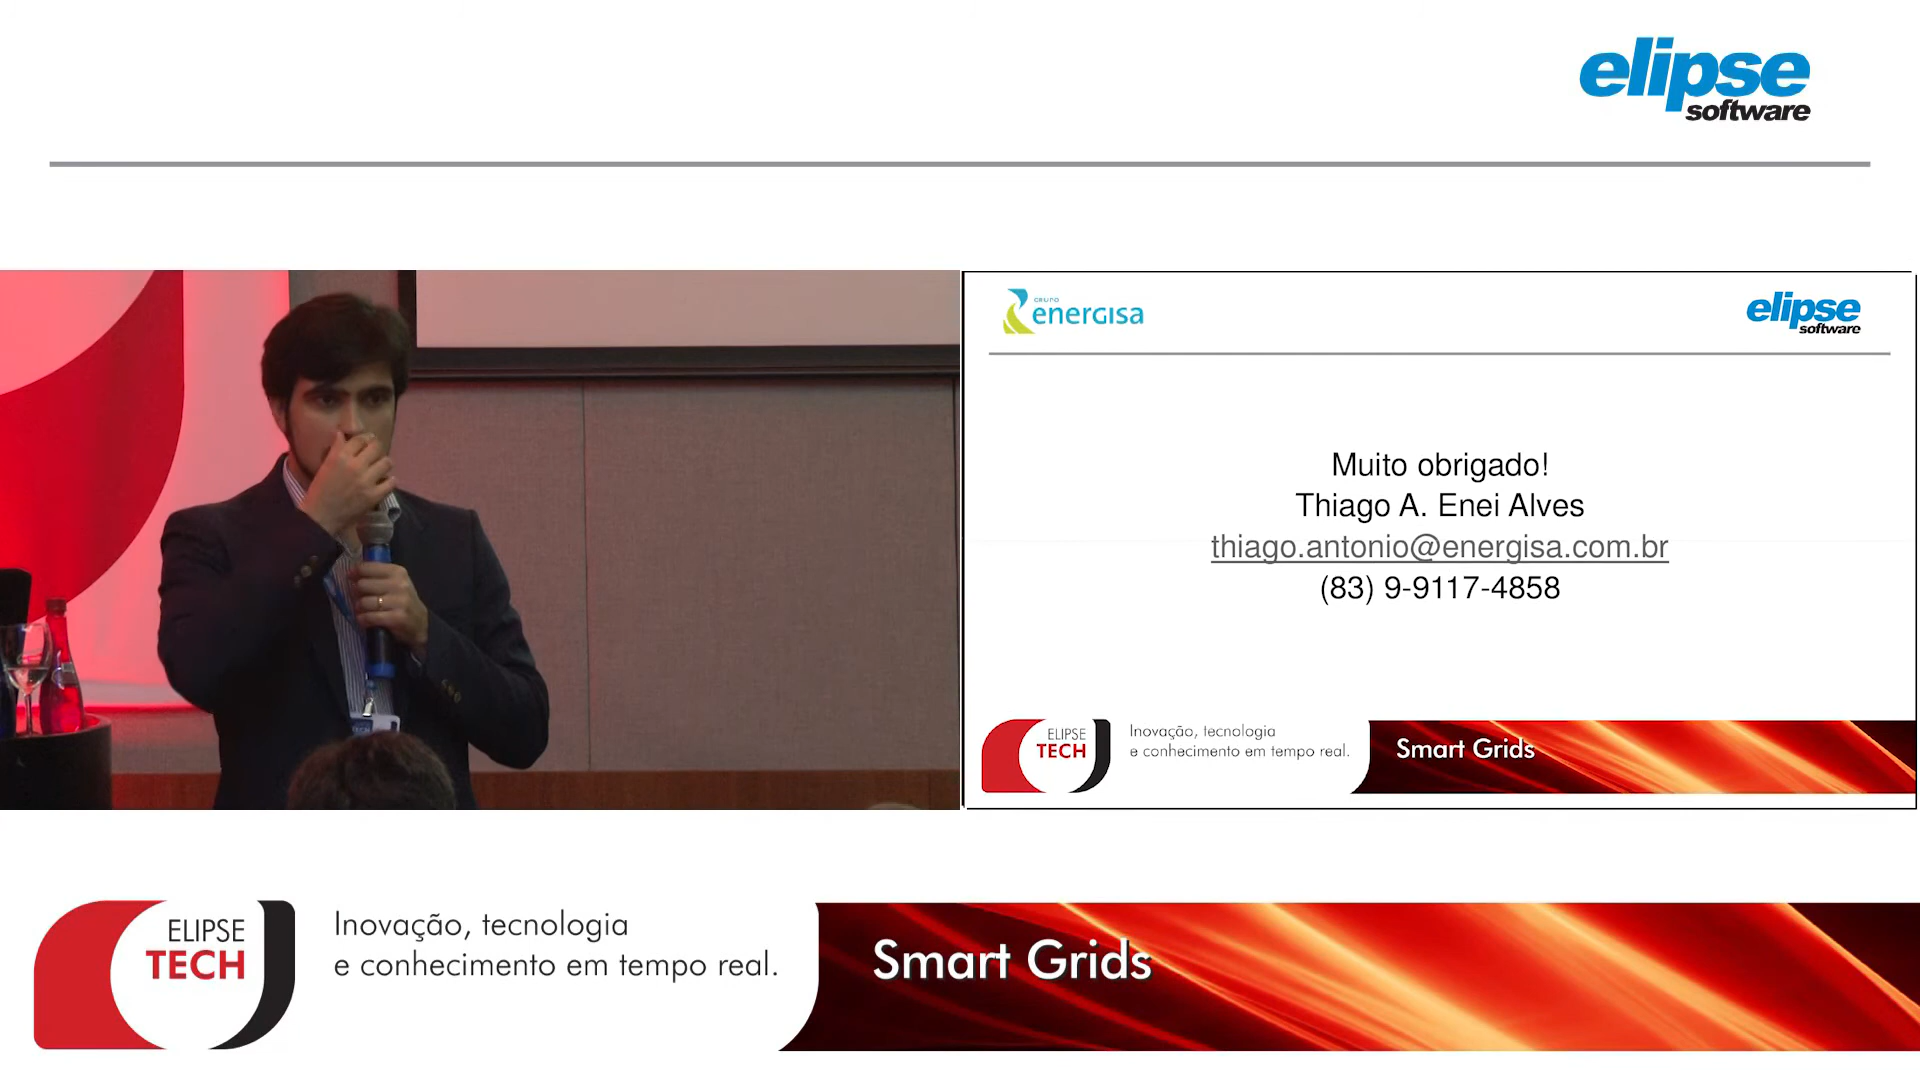 elipse
software
GRUPO
energisa
elipse
software
Muito obrigado!
Thiago A. Enei Alves
thiago.antonio@energisa.com.br
(83) 9-9117-4858
ELIPSE
TECH
Inovação, tecnologia
e conhecimento em tempo real.
Smart Grids
ELIPSE
TECH
Inovação, tecnologia
e conhecimento em tempo real.
Smart Grids